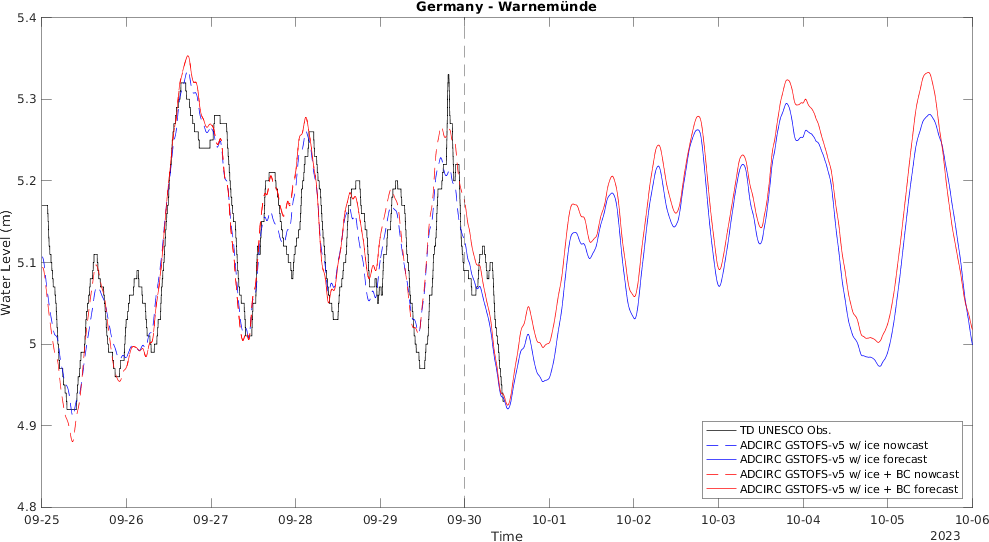 Germany - Warnemünde
5.4
5.3
5.2
5.1
5
4.9
4.8
Water Level (m)
09-25
09-26
09-27
09-28
09-29
09-30
10-01
10-02
10-03
10-04
10-05
10-06
Time
2023
TD UNESCO Obs.
ADCIRC GSTOFS-v5 w/ ice nowcast
ADCIRC GSTOFS-v5 w/ ice forecast
ADCIRC GSTOFS-v5 w/ ice + BC nowcast
ADCIRC GSTOFS-v5 w/ ice + BC forecast